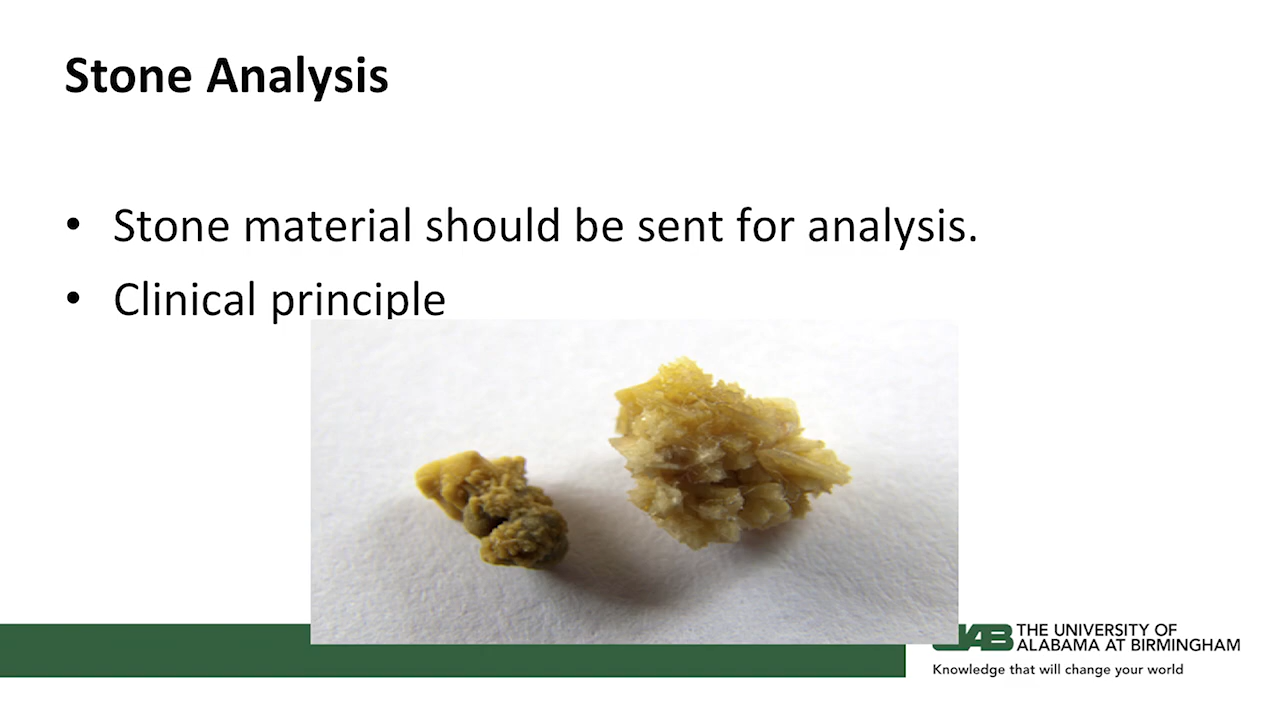 Stone Analysis
• Stone material should be sent for analysis.
• Clinical principle
UAB THE UNIVERSITY OF
ALABAMA AT BIRMINGHAM
Knowledge that will change your world